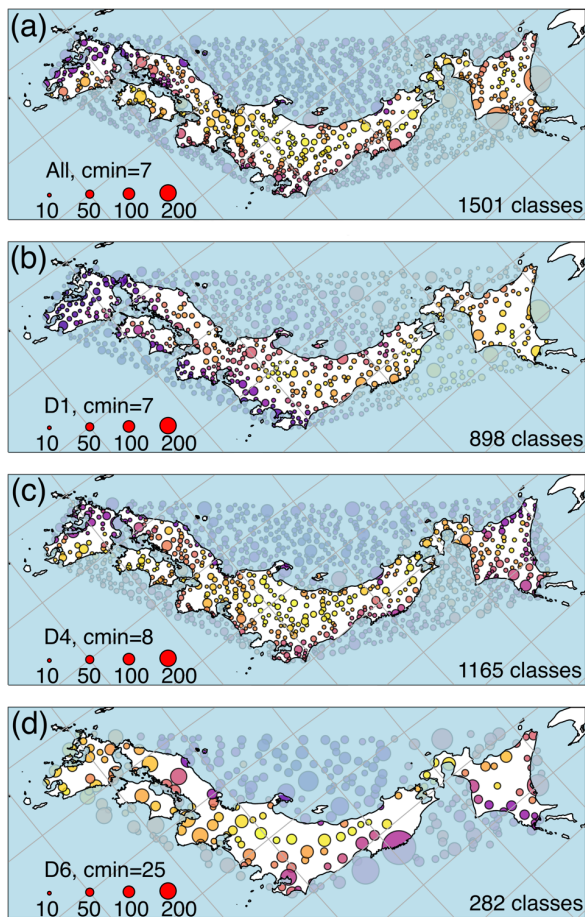 (a)
All, cmin=7
10 50 100 200
1501 classes
(b)
D1, cmin=7
10 50 100 200
898 classes
(c)
D4, cmin=8
10 50 100 200
1165 classes
(d)
D6, cmin=25
10 50 100 200
282 classes